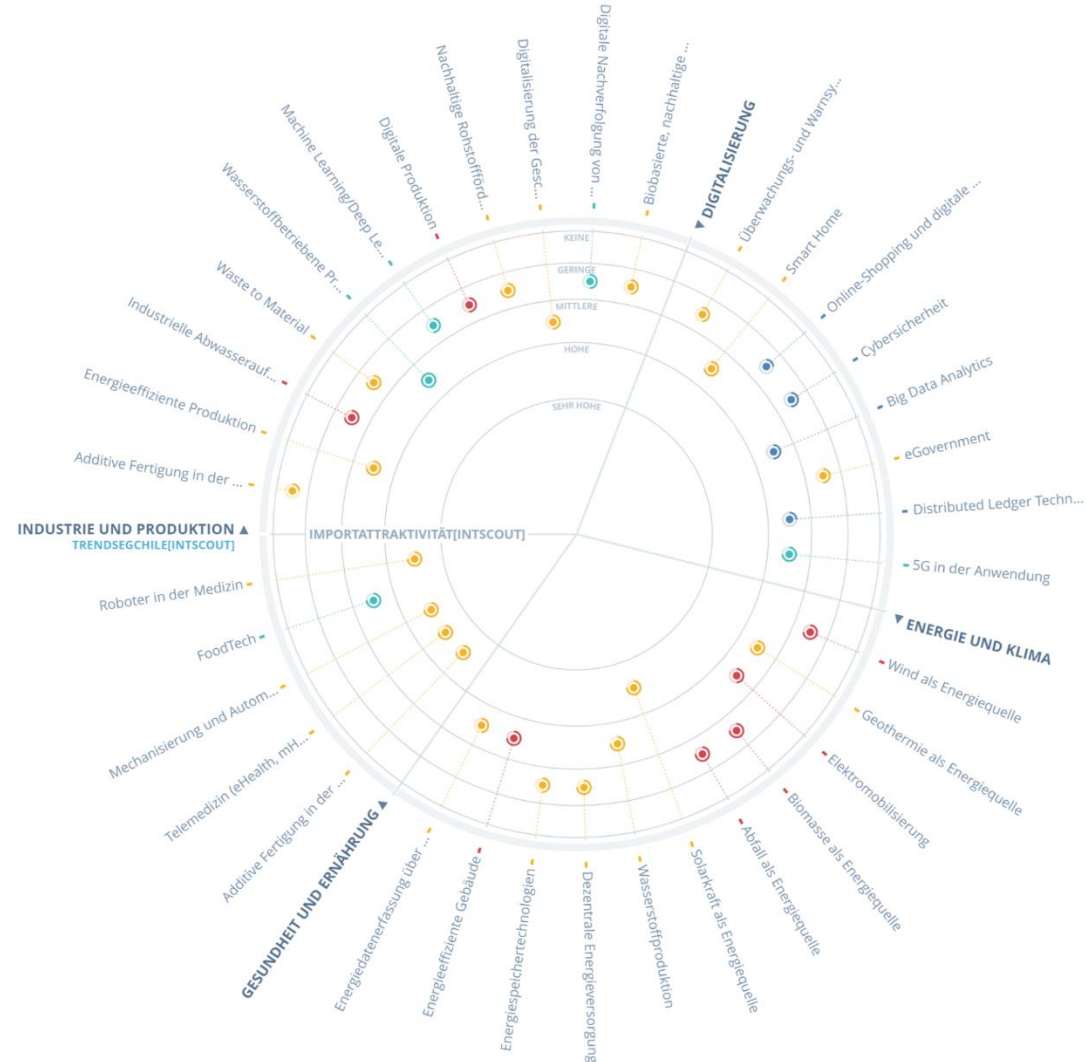 Digitale Nachverfolgung von ...
Biobasierte, nachhaltige ...
▼ DIGITALISIERUNG
Überwachungs- und Warnsy...
Smart Home
Online-Shopping und digitale ...
Cybersicherheit
Big Data Analytics
eGovernment
Distributed Ledger Techn...
5G in der Anwendung
▼ ENERGIE UND KLIMA
Wind als Energiequelle
Geothermie als Energiequelle
Elektromobilisierung
Biomasse als Energiequelle
Abfall als Energiequelle
Solarkraft als Energiequelle
Wasserstoffproduktion
Dezentrale Energieversorgung
Energiespeichertechnologien
Energieeffiziente Gebäude
Energiedatenerfassung über ...
GESUNDHEIT UND ERNÄHRUNG ▲
Additive Fertigung in der ...
Telemedizin (eHealth, mH...
Mechanisierung und Autom...
FoodTech
Roboter in der Medizin
INDUSTRIE UND PRODUKTION ▲
TRENDSEGCHILE[INTSCOUT]
Additive Fertigung in der ...
Energieeffiziente Produktion
Industrielle Abwasserauf...
Waste to Material
Wasserstoffbetriebene Pr...
Machine Learning/Deep Le...
Digitale Produktion
Nachhaltige Rohstoffförd...
Digitalisierung der Gesc...
KEINE
GERINGE
MITTLERE
HOHE
SEHR HOHE
IMPORTATTRAKTIVITÄT[INTSCOUT]